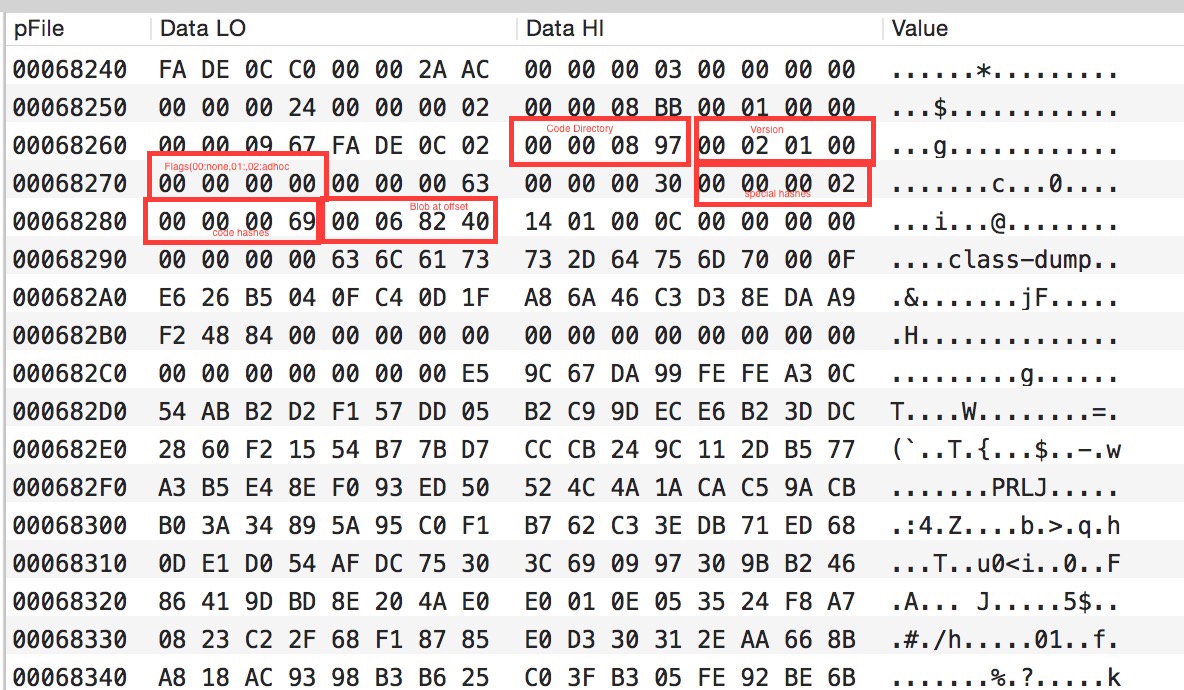 pFile Data LO Data HI Value
00068240 FA DE 0C C0 00 00 2A AC 00 00 00 03 00 00 00 00 ......*.........
00068250 00 00 00 24 00 00 00 02 00 00 08 BB 00 01 00 00 ...$............
Code Directory Version
00068260 00 00 09 67 FA DE 0C 02 00 00 08 97 00 02 01 00 ...g............
Flags(00:none,01:,02:adhoc
00068270 00 00 00 00 00 00 00 63 00 00 00 30 00 00 00 02 .......c...0....
special hashes
Blob at offset
00068280 00 00 00 69 00 06 82 40 14 01 00 0C 00 00 00 00 ...i...@........
code hashes
00068290 00 00 00 00 63 6C 61 73 73 2D 64 75 6D 70 00 0F ....class-dump..
000682A0 E6 26 B5 04 0F C4 0D 1F A8 6A 46 C3 D3 8E DA A9 .&.......jF.....
000682B0 F2 48 84 00 00 00 00 00 00 00 00 00 00 00 00 00 .H..............
000682C0 00 00 00 00 00 00 00 E5 9C 67 DA 99 FE FE A3 0C .........g......
000682D0 54 AB B2 D2 F1 57 DD 05 B2 C9 9D EC E6 B2 3D DC T....W........=.
000682E0 28 60 F2 15 54 B7 7B D7 CC CB 24 9C 11 2D B5 77 (`..T.{...$..-.w
000682F0 A3 B5 E4 8E F0 93 ED 50 52 4C 4A 1A CA C5 9A CB .......PRLJ.....
00068300 B0 3A 34 89 5A 95 C0 F1 B7 62 C3 3E DB 71 ED 68 .:4.Z....b.>.q.h
00068310 0D E1 D0 54 AF DC 75 30 3C 69 09 97 30 9B B2 46 ...T..u0<i..0..F
00068320 86 41 9D BD 8E 20 4A E0 E0 01 0E 05 35 24 F8 A7 .A... J.....5$..
00068330 08 23 C2 2F 68 F1 87 85 E0 D3 30 31 2E AA 66 8B .#./h.....01..f.
00068340 A8 18 AC 93 98 B3 B6 25 C0 3F B3 05 FE 92 BE 6B .......%.?.....k